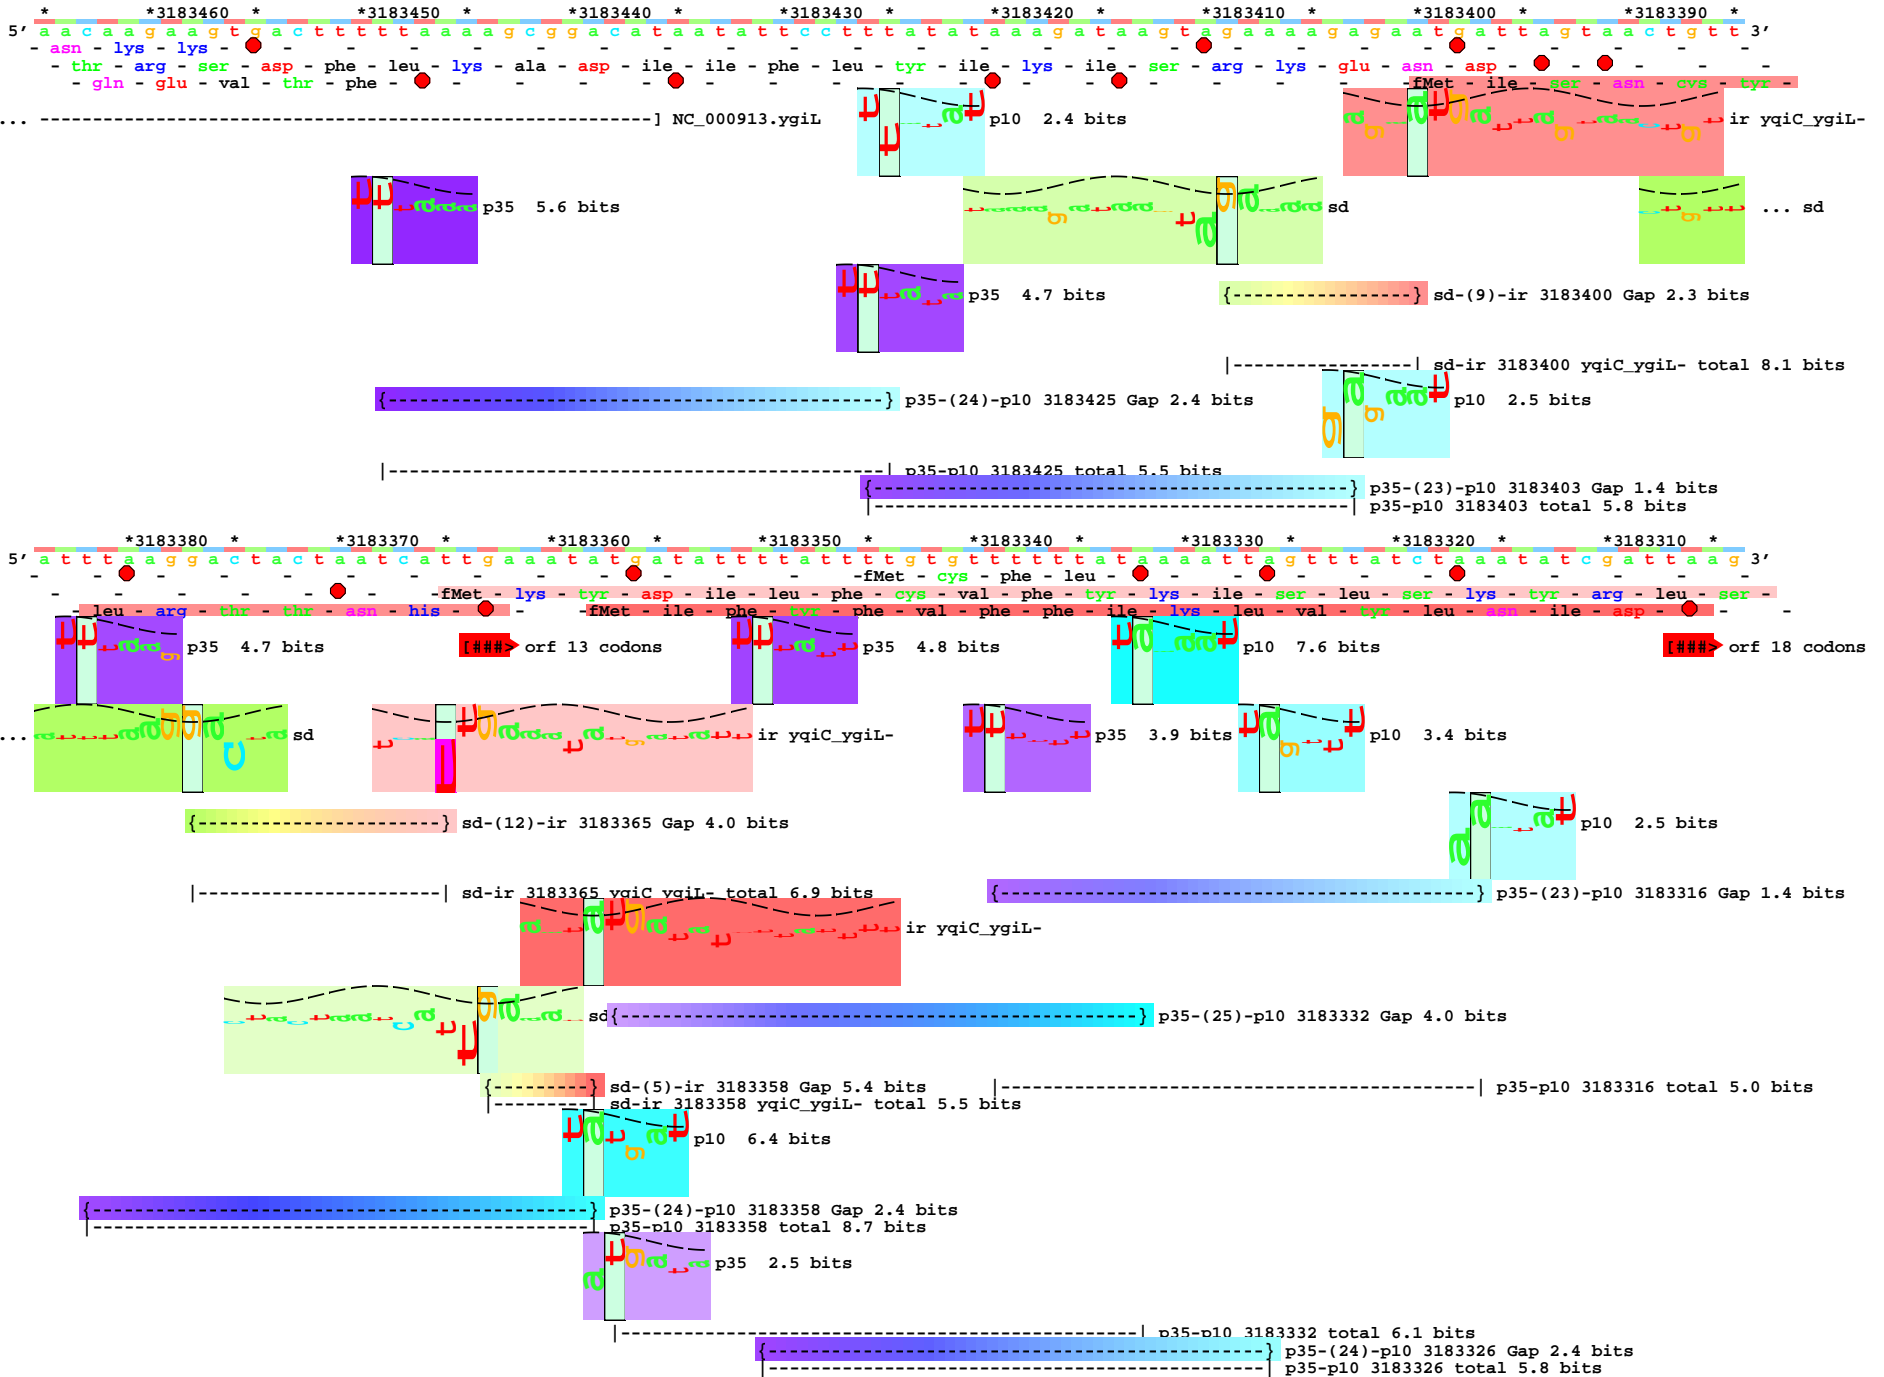 * *3183460 * *3183450 * *3183440 * *3183430 * *3183420 * *3183410 * *3183400 * *3183390 *
5' a a c a a g a a g t g a c t t t t t a a a a g c g g a c a t a a t a t t c c t t t a t a t a a a g a t a a g t a g a a a a g a g a a t g a t t a g t a a c t g t t 3'
- asn - lys - lys - - - - - - - - - - - - - - - - - - - - - - -
- thr - arg - ser - asp - phe - leu - lys - ala - asp - ile - ile - phe - leu - tyr - ile - lys - ile - ser - arg - lys - glu - asn - asp - - - -
- gln - glu - val - thr - phe - - - - - - - - - - - - - - - - -fMet - ile - ser - asn - cys - tyr -
... -----------------------------] NC_000913.ygiL
p10 2.4 bits
ir yqiC_ygiL-
p35 5.6 bits
sd
... sd
p35 4.7 bits
{-----------------} sd-(9)-ir 3183400 Gap 2.3 bits
|-----------------| sd-ir 3183400 yqiC_ygiL- total 8.1 bits
{-----------------------} p35-(24)-p10 3183425 Gap 2.4 bits
p10 2.5 bits
|-----------------------| p35-p10 3183425 total 5.5 bits
{----------------------} p35-(23)-p10 3183403 Gap 1.4 bits
|----------------------| p35-p10 3183403 total 5.8 bits
*3183380 * *3183370 * *3183360 * *3183350 * *3183340 * *3183330 * *3183320 * *3183310 *
5' a t t t a a g g a c t a c t a a t c a t t g a a a t a t g a t a t t t t a t t t t g t g t t t t t t a t a a a a t t a g t t t a t c t a a a t a t c g a t t a a g 3'
- - - - - - - - - - - - -fMet - cys - phe - leu - - - - - - - - - -
- - - - - - -fMet - lys - tyr - asp - ile - leu - phe - cys - val - phe - tyr - lys - ile - ser - leu - ser - lys - tyr - arg - leu - ser -
- leu - arg - thr - thr - asn - his - - -fMet - ile - phe - tyr - phe - val - phe - phe - ile - lys - leu - val - tyr - leu - asn - ile - asp - - -
p35 4.7 bits
[###> orf 13 codons
p35 4.8 bits
p10 7.6 bits
[###> orf 18 codons
... sd
ir yqiC_ygiL-
p35 3.9 bits
p10 3.4 bits
{-----------------------} sd-(12)-ir 3183365 Gap 4.0 bits
p10 2.5 bits
|-----------------------| sd-ir 3183365 yqiC_ygiL- total 6.9 bits
{----------------------} p35-(23)-p10 3183316 Gap 1.4 bits
ir yqiC_ygiL-
sd
{------------------------} p35-(25)-p10 3183332 Gap 4.0 bits
{--------} sd-(5)-ir 3183358 Gap 5.4 bits
|----------------------| p35-p10 3183316 total 5.0 bits
|--------| sd-ir 3183358 yqiC_ygiL- total 5.5 bits
p10 6.4 bits
{-----------------------} p35-(24)-p10 3183358 Gap 2.4 bits
|-----------------------| p35-p10 3183358 total 8.7 bits
p35 2.5 bits
|------------------------| p35-p10 3183332 total 6.1 bits
{-----------------------} p35-(24)-p10 3183326 Gap 2.4 bits
|-----------------------| p35-p10 3183326 total 5.8 bits